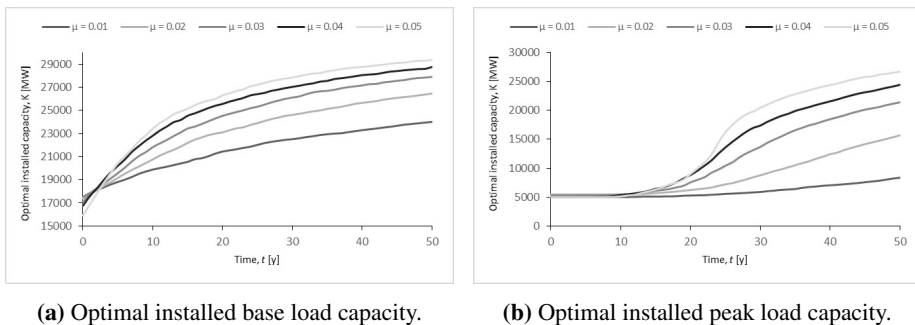 μ = 0.01 μ = 0.02 μ = 0.03 μ = 0.04 μ = 0.05
Optimal installed capacity, K [MW]
29000
27000
25000
23000
21000
19000
17000
15000
0 10 20 30 40 50
Time, t [y]
(a) Optimal installed base load capacity.
μ = 0.01 μ = 0.02 μ = 0.03 μ = 0.04 μ = 0.05
Optimal installed capacity, K [MW]
30000
25000
20000
15000
10000
5000
0
0 10 20 30 40 50
Time, t [y]
(b) Optimal installed peak load capacity.